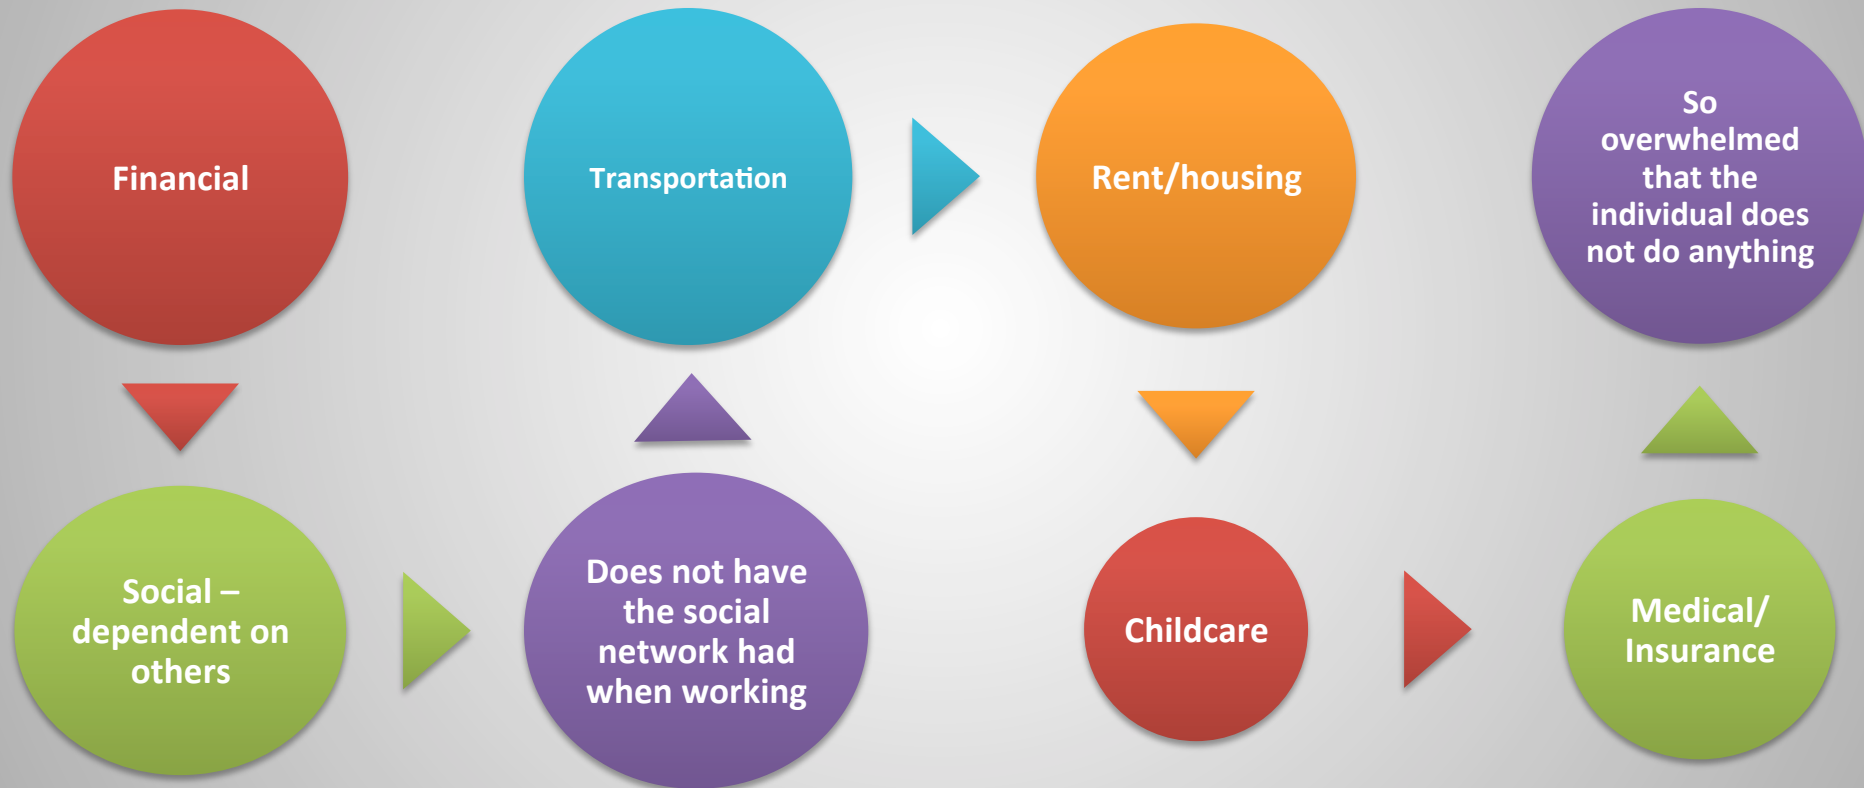 Financial
Social –
dependent on
others
Does not have
the social
network had
when working
Transportation
Rent/housing
Childcare
Medical/
Insurance
So
overwhelmed
that the
individual does
not do anything